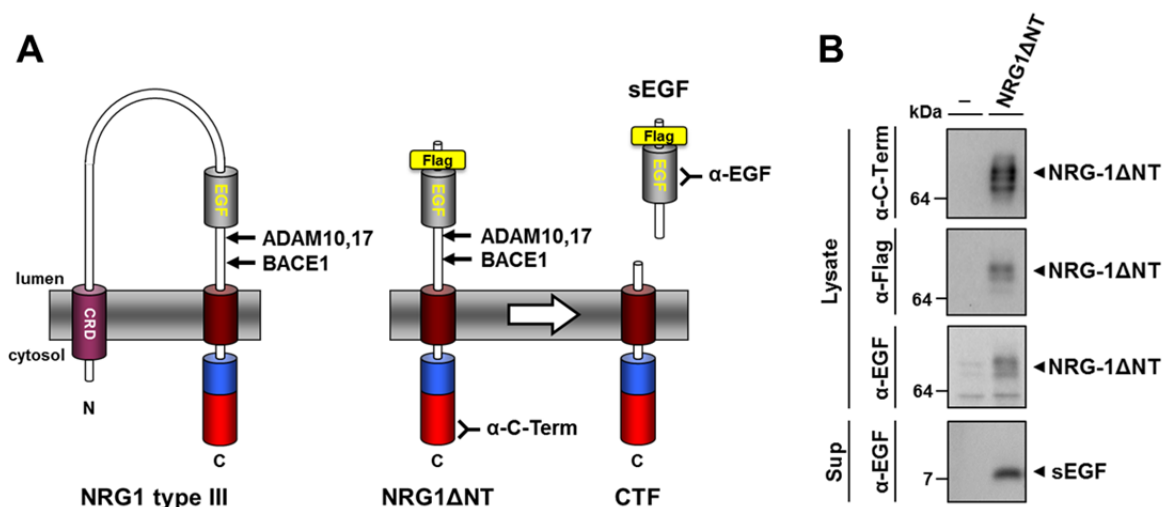 A
EGF
ADAM10,17
BACE1
lumen
CRD
cytosol
N
C
NRG1 type III
Flag
EGF
ADAM10,17
BACE1
α-C-Term
C
NRG1ΔNT
sEGF
Flag
EGF
α-EGF
C
CTF
B
kDa
–
NRG1ΔNT
Lysate
α-C-Term
64
NRG-1ΔNT
α-Flag
64
NRG-1ΔNT
α-EGF
64
NRG-1ΔNT
Sup
α-EGF
7
sEGF